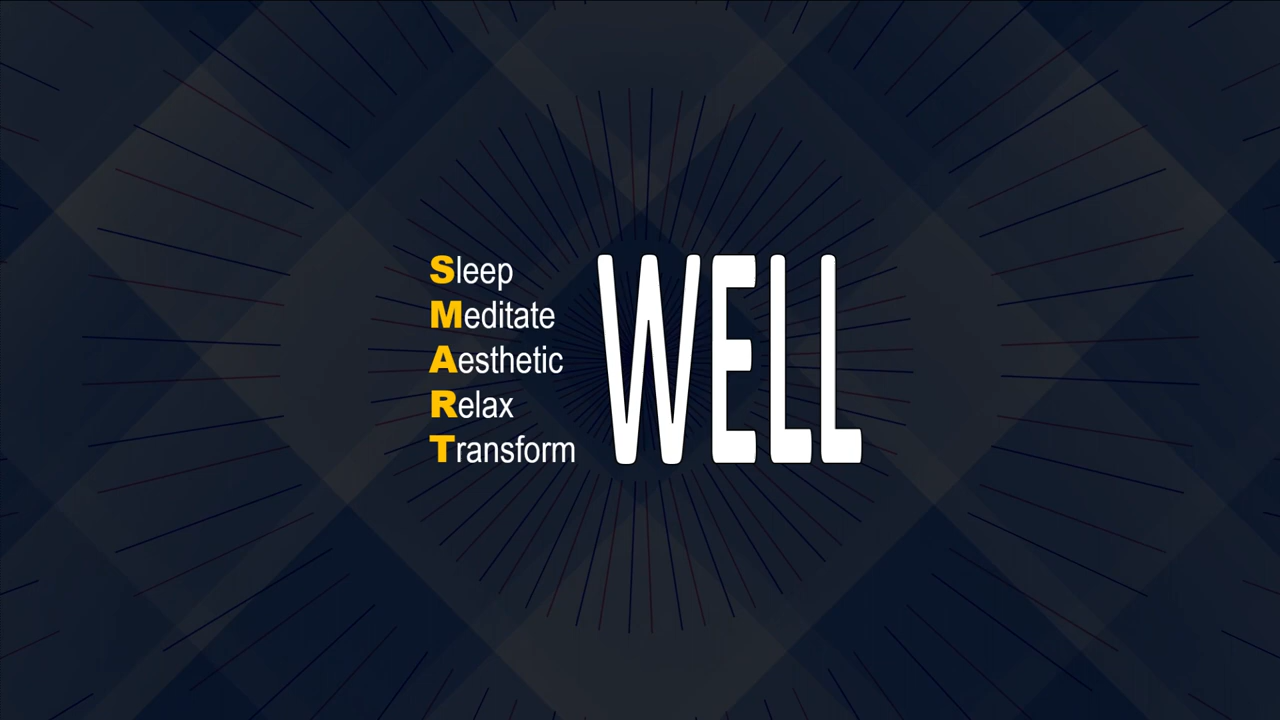 Sleep
Meditate
Aesthetic
Relax
Transform
WELL